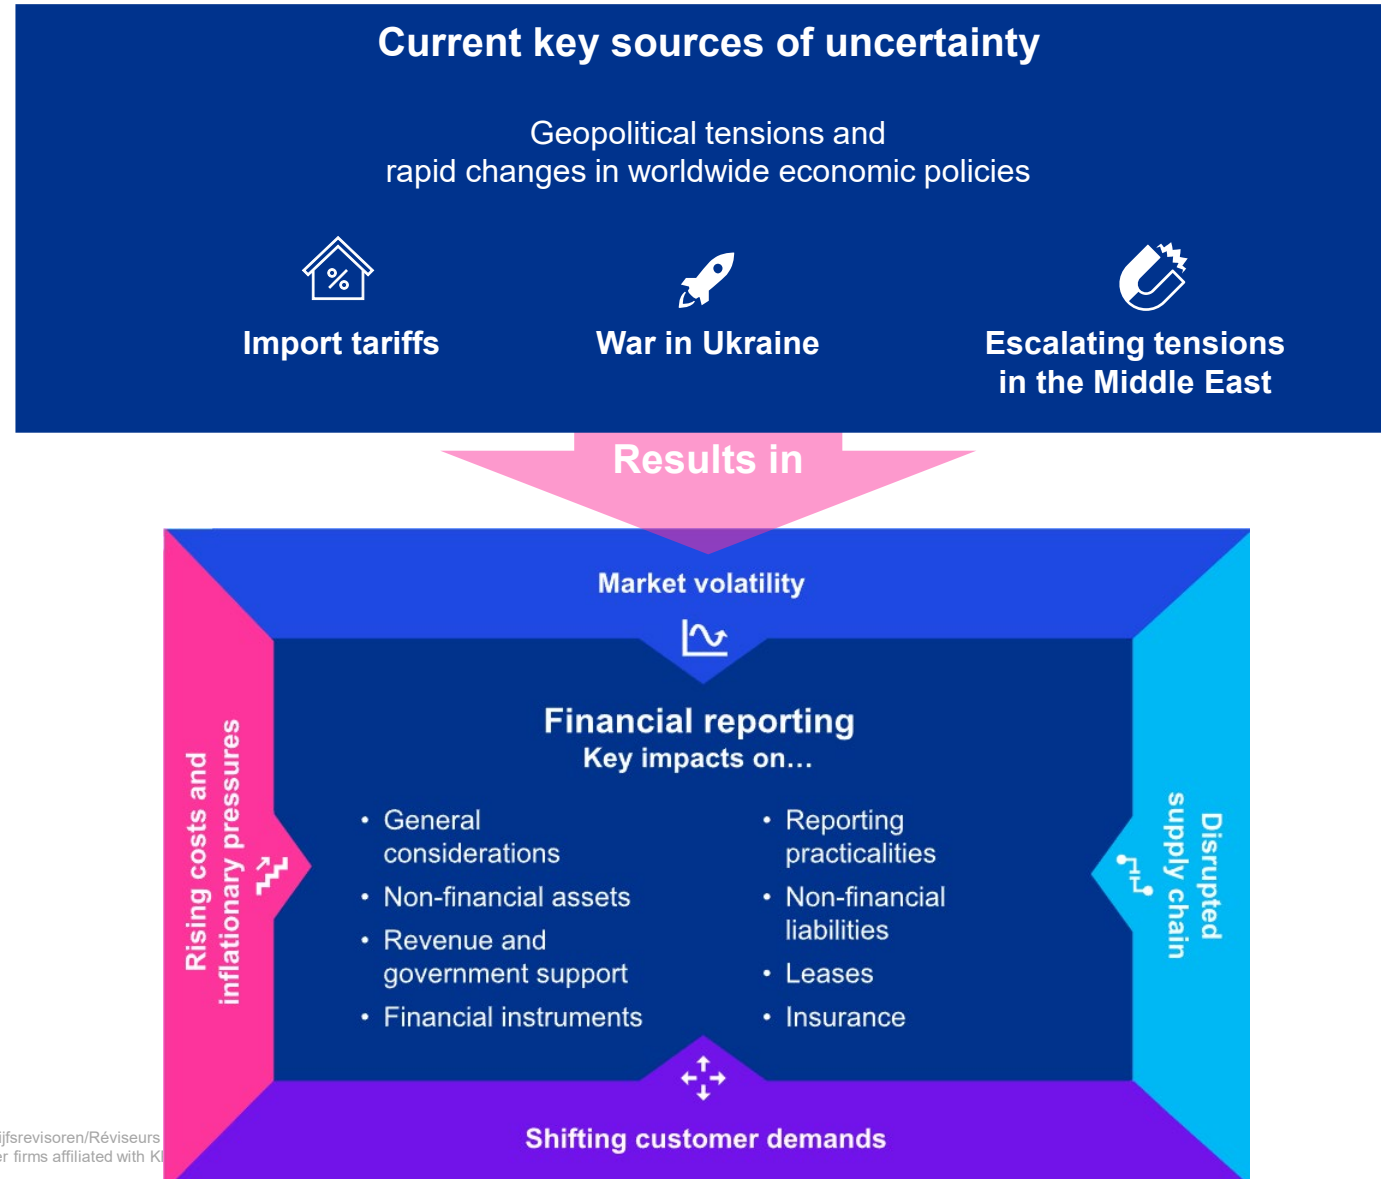 Current key sources of uncertainty
Geopolitical tensions and
rapid changes in worldwide economic policies
%
Import tariffs
War in Ukraine
Escalating tensions
in the Middle East
Results in
Market volatility
Rising costs and
inflationary pressures
Financial reporting
Key impacts on…
• General
considerations
• Non-financial assets
• Revenue and
government support
• Financial instruments
• Reporting
practicalities
• Non-financial
liabilities
• Leases
• Insurance
Disrupted
supply chain
Shifting customer demands
ijfsrevisoren/Réviseurs
er firms affiliated with